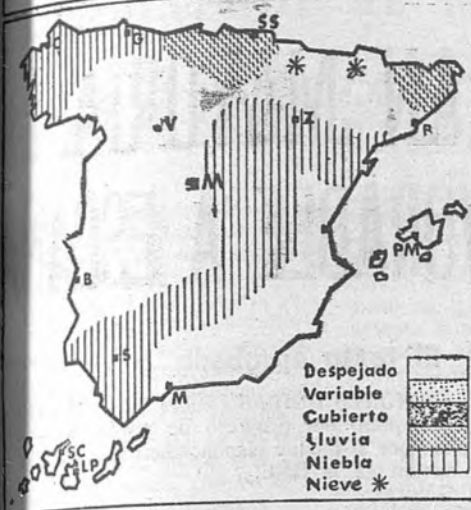 SS
C
G
V
Z
R
M
PM
B
S
M
SC
LP
Despejado
Variable
Cubierto
Lluvia
Niebla
Nieve